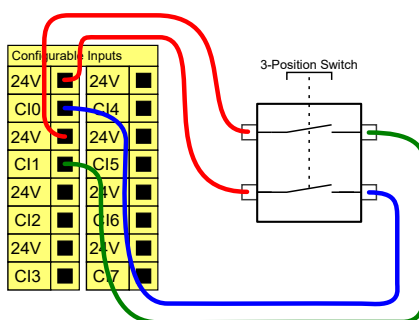 Configurable Inputs
24V 24V
CI0 CI4
24V 24V
CI1 CI5
24V 24V
CI2 CI6
24V 24V
CI3 CI7
3-Position Switch